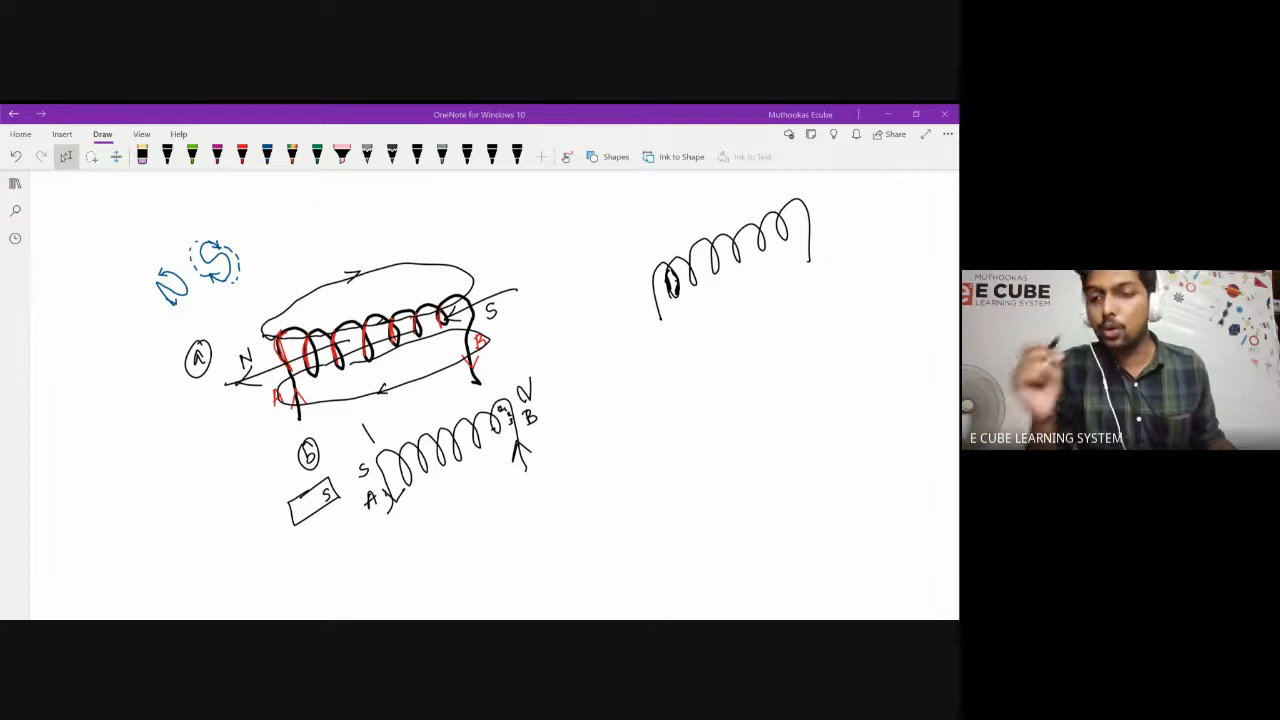 OneNote for Windows 10
Muthookas Ecube
Home Insert Draw View Help
Share
Shapes Ink to Shape Ink to Text
N S
a
N
S
A
B
b
S
S
A
N
B
MUTHOOKAS
E CUBE
LEARNING SYSTEM
E CUBE LEARNING SYSTEM